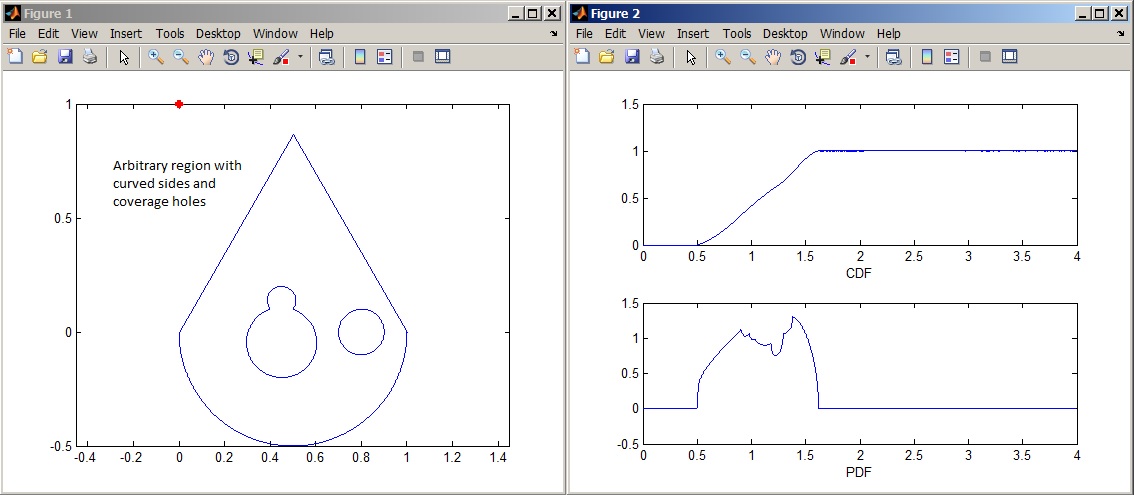 Figure 1
File Edit View Insert Tools Desktop Window Help
1
0.5
0
-0.5
-0.4 -0.2 0 0.2 0.4 0.6 0.8 1 1.2 1.4
Arbitrary region with
curved sides and
coverage holes
Figure 2
File Edit View Insert Tools Desktop Window Help
1.5
1
0.5
0
0 0.5 1 1.5 2 2.5 3 3.5 4
CDF
1.5
1
0.5
0
-0.5
0 0.5 1 1.5 2 2.5 3 3.5 4
PDF